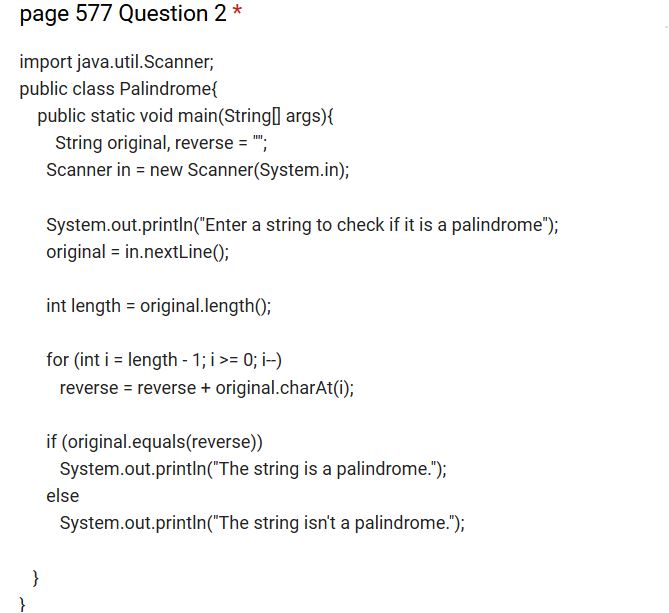 page 577 Question 2 *
import java.util.Scanner;
public class Palindrome{
public static void main(String[] args){
String original, reverse = "";
Scanner in = new Scanner(System.in);
System.out.println("Enter a string to check if it is a palindrome");
original = in.nextLine();
int length = original.length();
for (int i = length - 1; i >= 0; i--)
reverse = reverse + original.charAt(i);
if (original.equals(reverse))
System.out.println("The string is a palindrome.");
else
System.out.println("The string isn't a palindrome.");
}
}